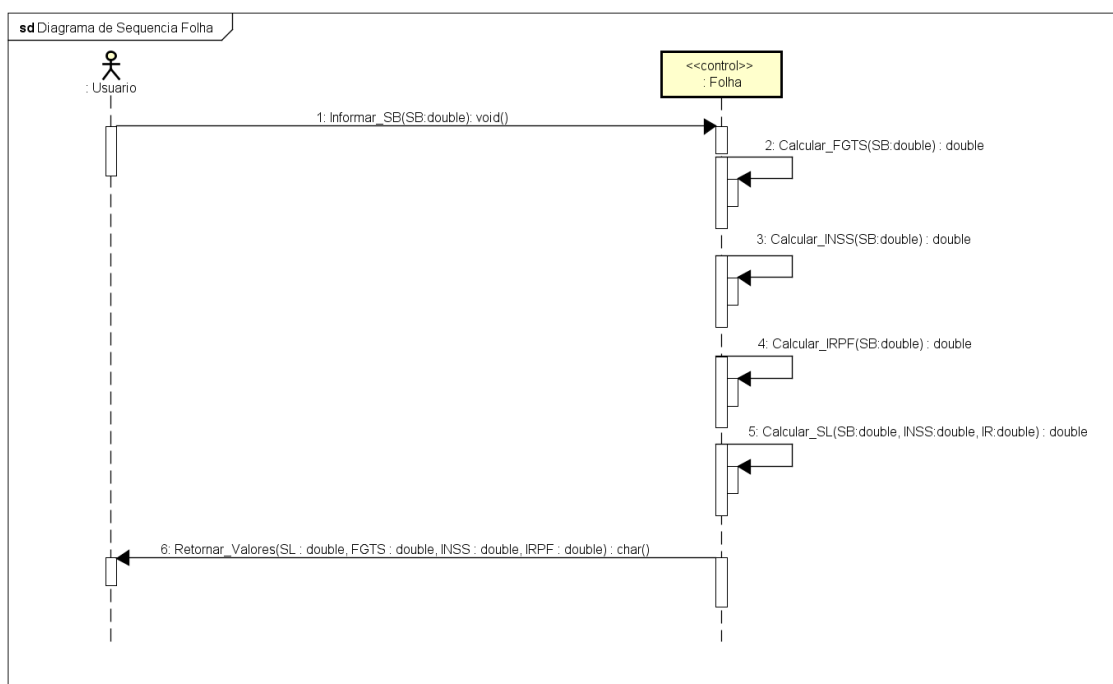 sd Diagrama de Sequencia Folha
: Usuario
<<control>>
: Folha
1: Informar_SB(SB:double): void()
2: Calcular_FGTS(SB:double) : double
3: Calcular_INSS(SB:double) : double
4: Calcular_IRPF(SB:double) : double
5: Calcular_SL(SB:double, INSS:double, IR:double) : double
6: Retornar_Valores(SL : double, FGTS : double, INSS : double, IRPF : double) : char()